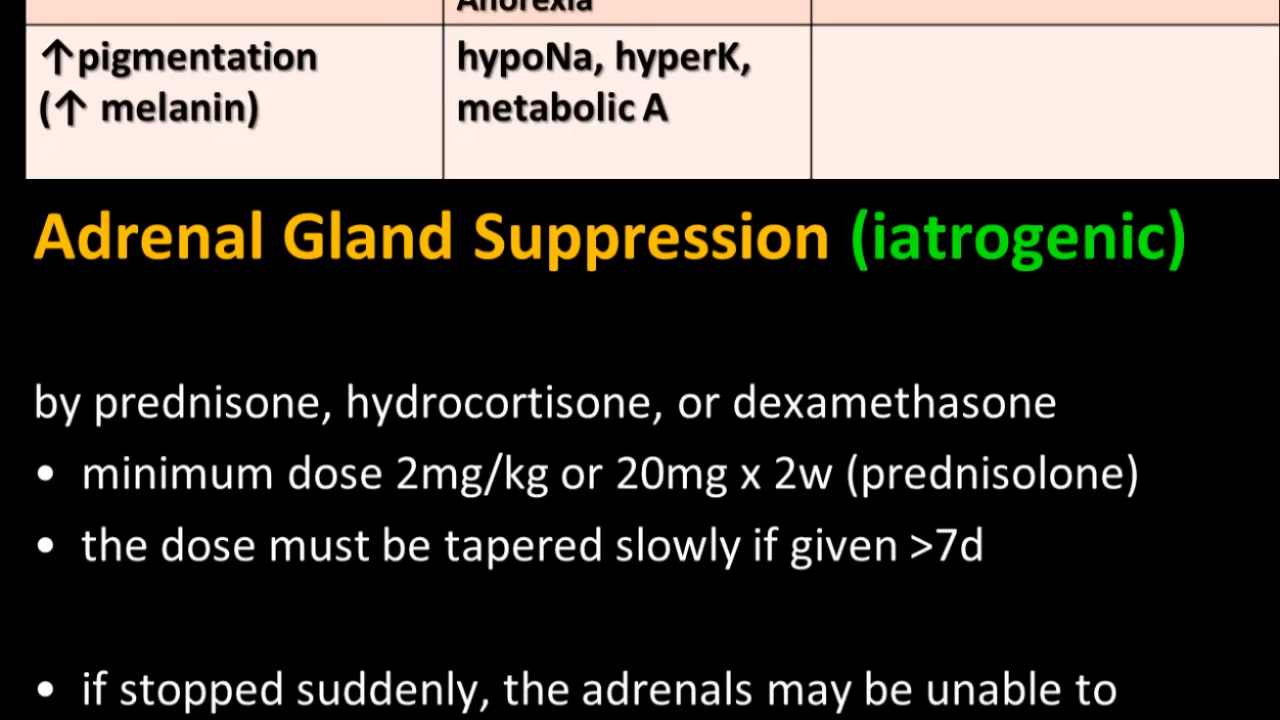 Anorexia
↑pigmentation
(↑ melanin)
hypoNa, hyperK,
metabolic A
Adrenal Gland Suppression (iatrogenic)
by prednisone, hydrocortisone, or dexamethasone
• minimum dose 2mg/kg or 20mg x 2w (prednisolone)
• the dose must be tapered slowly if given >7d
• if stopped suddenly, the adrenals may be unable to